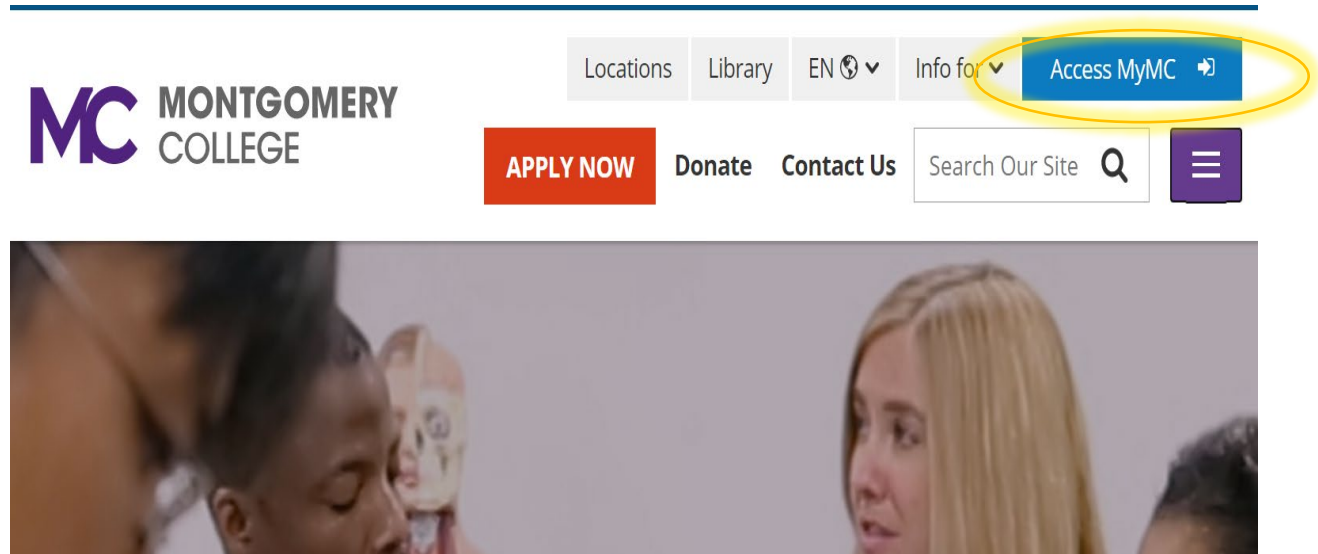 Locations Library EN Info for Access MyMC
MC MONTGOMERY
COLLEGE
APPLY NOW Donate Contact Us Search Our Site